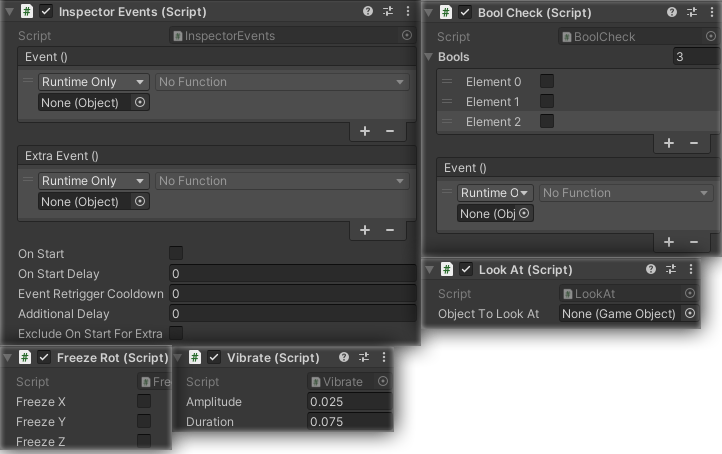 Inspector Events (Script)
Script InspectorEvents
Event ()
Runtime Only No Function
None (Object)
+ −
Extra Event ()
Runtime Only No Function
None (Object)
+ −
On Start
On Start Delay 0
Event Retrigger Cooldown 0
Additional Delay 0
Exclude On Start For Extra
Bool Check (Script)
Script BoolCheck
Bools 3
Element 0
Element 1
Element 2
+ −
Event ()
Runtime O No Function
None (Obj
+ −
Look At (Script)
Script LookAt
Object To Look At None (Game Object)
Freeze Rot (Script)
Script Fre
Freeze X
Freeze Y
Freeze Z
Vibrate (Script)
Script Vibrate
Amplitude 0.025
Duration 0.075